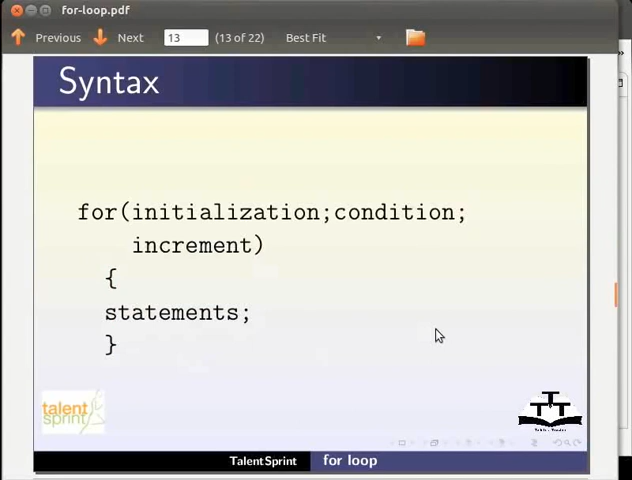 for-loop.pdf
Previous Next 13 (13 of 22) Best Fit
Syntax
for(initialization;condition;
increment)
{
statements;
}
talent
sprint
TalentSprint for loop